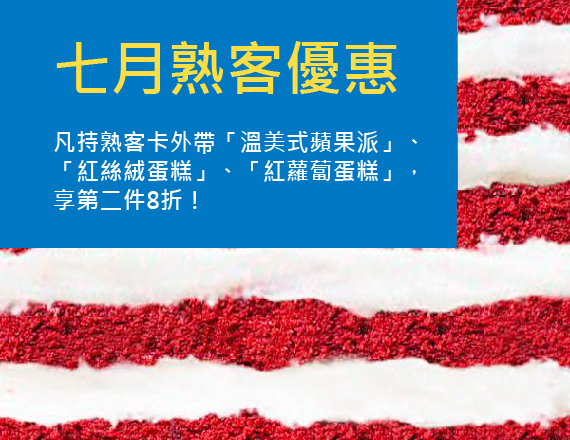 七月熟客優惠
凡持熟客卡外帶「溫美式蘋果派」、
「紅絲絨蛋糕」、「紅蘿蔔蛋糕」，
享第二件8折！